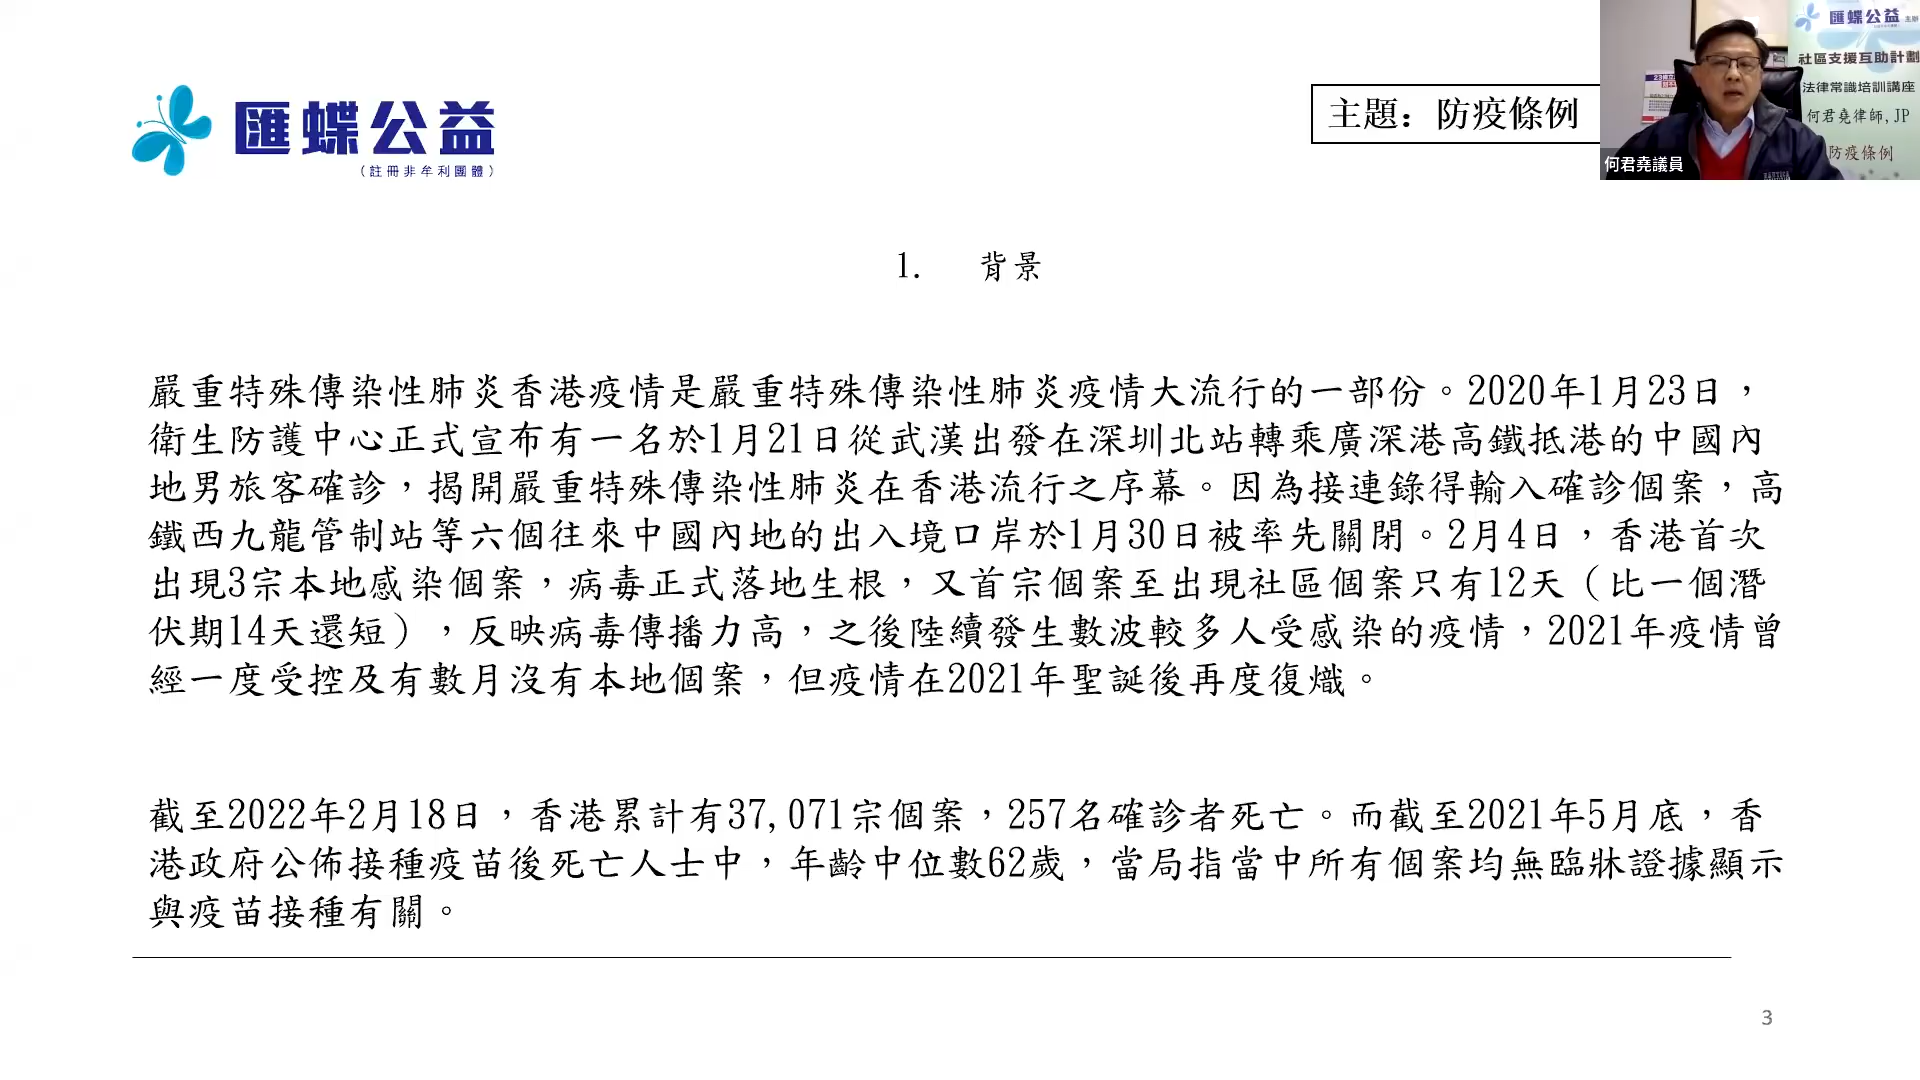 匯蝶公益
(註冊非牟利團體)
主題：防疫條例
匯蝶公益
社區支援互助計劃
法律常識培訓講座
何君堯律師,JP
防疫條例
何君堯議員
1. 背景
嚴重特殊傳染性肺炎香港疫情是嚴重特殊傳染性肺炎疫情大流行的一部份。2020年1月23日，
衛生防護中心正式宣布有一名於1月21日從武漢出發在深圳北站轉乘廣深港高鐵抵港的中國內
地男旅客確診，揭開嚴重特殊傳染性肺炎在香港流行之序幕。因為接連錄得輸入確診個案，高
鐵西九龍管制站等六個往來中國內地的出入境口岸於1月30日被率先關閉。2月4日，香港首次
出現3宗本地感染個案，病毒正式落地生根，又首宗個案至出現社區個案只有12天（比一個潛
伏期14天還短），反映病毒傳播力高，之後陸續發生數波較多人受感染的疫情，2021年疫情曾
經一度受控及有數月沒有本地個案，但疫情在2021年聖誕後再度復熾。
截至2022年2月18日，香港累計有37,071宗個案，257名確診者死亡。而截至2021年5月底，香
港政府公佈接種疫苗後死亡人士中，年齡中位數62歲，當局指當中所有個案均無臨牀證據顯示
與疫苗接種有關。
3